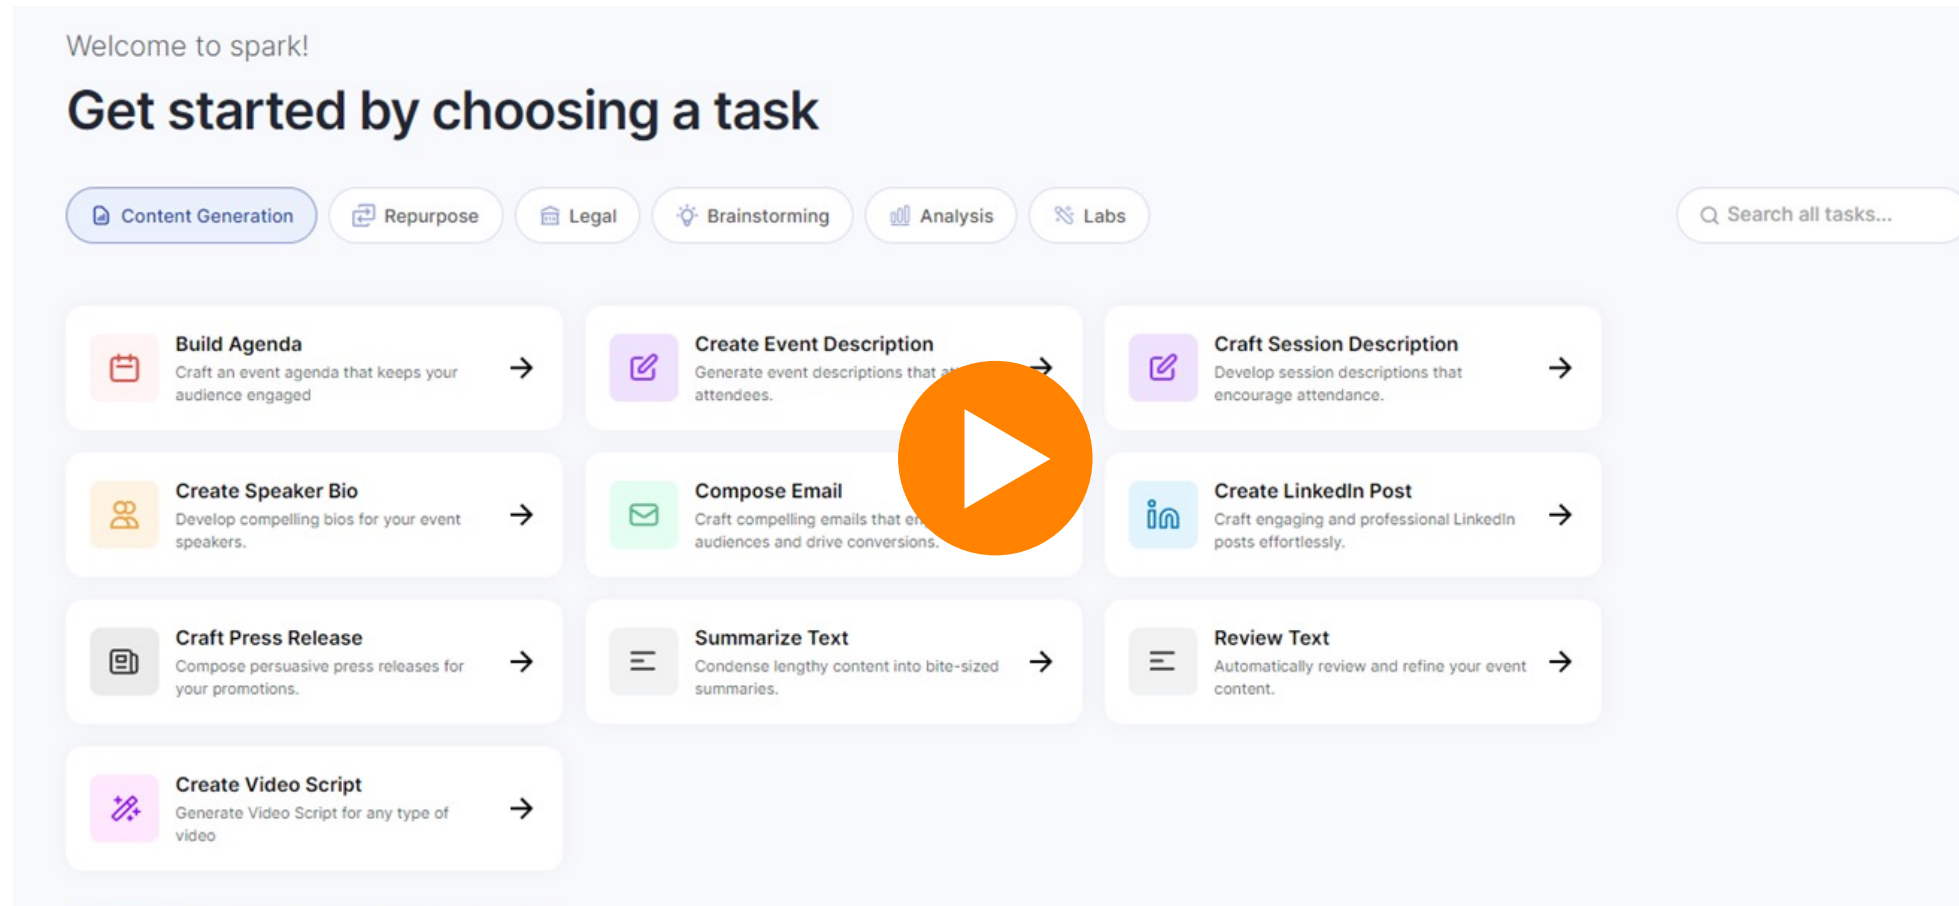 Welcome to spark!
Get started by choosing a task
Content Generation
Repurpose
Legal
Brainstorming
Analysis
Labs
Search all tasks...
Build Agenda
Craft an event agenda that keeps your
audience engaged
Create Event Description
Generate event descriptions that
attendees.
Craft Session Description
Develop session descriptions that
encourage attendance.
Create Speaker Bio
Develop compelling bios for your event
speakers.
Compose Email
Craft compelling emails that
audiences and drive conversions.
Create LinkedIn Post
Craft engaging and professional LinkedIn
posts effortlessly.
Craft Press Release
Compose persuasive press releases for
your promotions.
Summarize Text
Condense lengthy content into bite-sized
summaries.
Review Text
Automatically review and refine your event
content.
Create Video Script
Generate Video Script for any type of
video